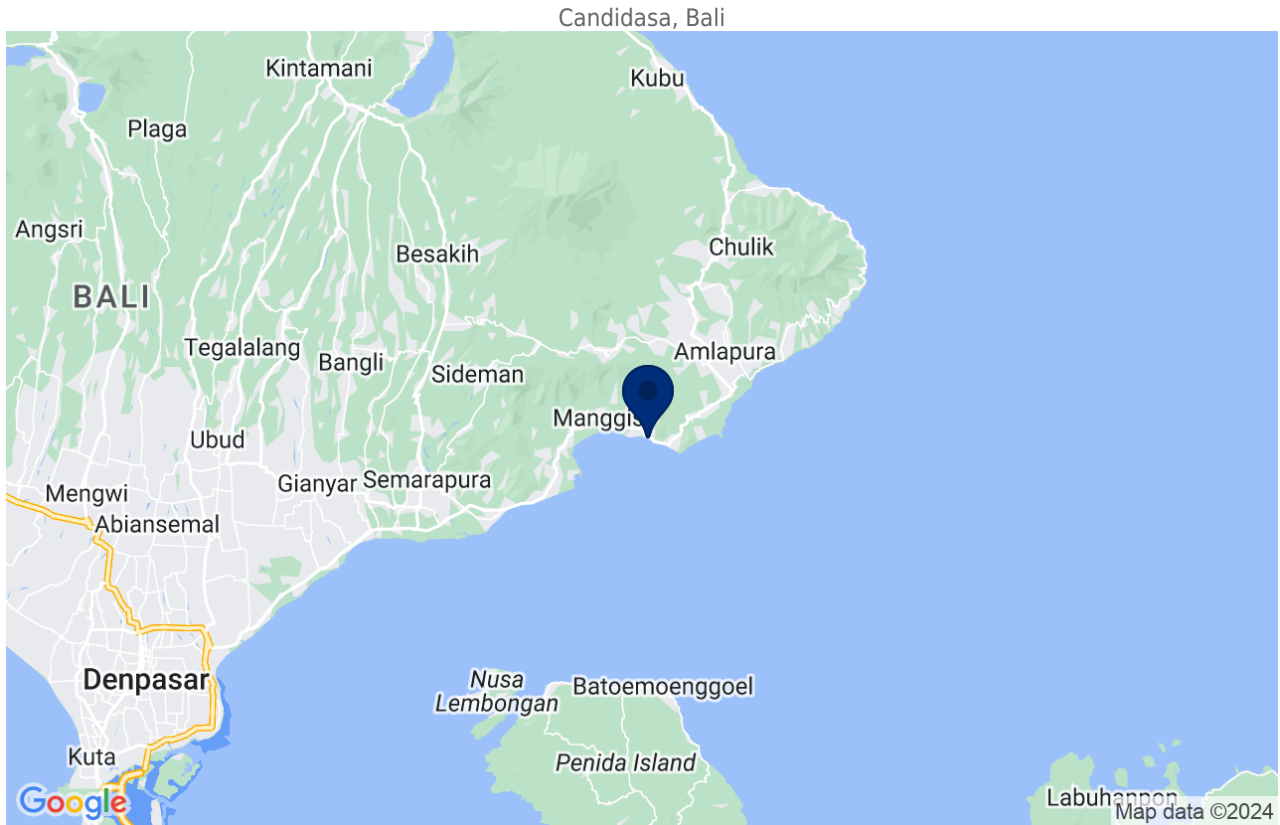 Candidasa, Bali
Kintamani
Kubu
Plaga
Angsri
Chulik
Besakih
BALI
Tegalalang
Bangli
Amlapura
Sideman
Manggis
Ubud
Gianyar
Semarapura
Mengwi
Abiansemal
Denpasar
Nusa
Lembongan
Batoemoenggoel
Kuta
Penida Island
Labuhanpon
Google
Map data ©2024